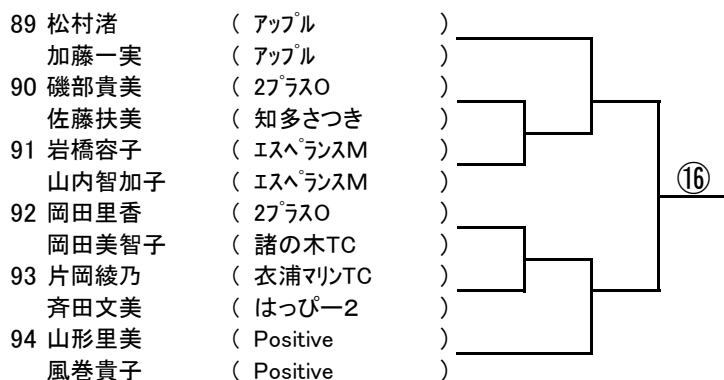 89 松村渚 ( アップル )
加藤一実 ( アップル )
90 磯部貴美 ( 2プラスO )
佐藤扶美 ( 知多さつき )
91 岩橋容子 ( エスペランスM )
山内智加子 ( エスペランスM )
⑯
92 岡田里香 ( 2プラスO )
岡田美智子 (諸の木TC )
93 片岡綾乃 ( 衣浦マリンTC )
斉田文美 ( はっぴー2 )
94 山形里美 ( Positive )
風巻貴子 ( Positive )